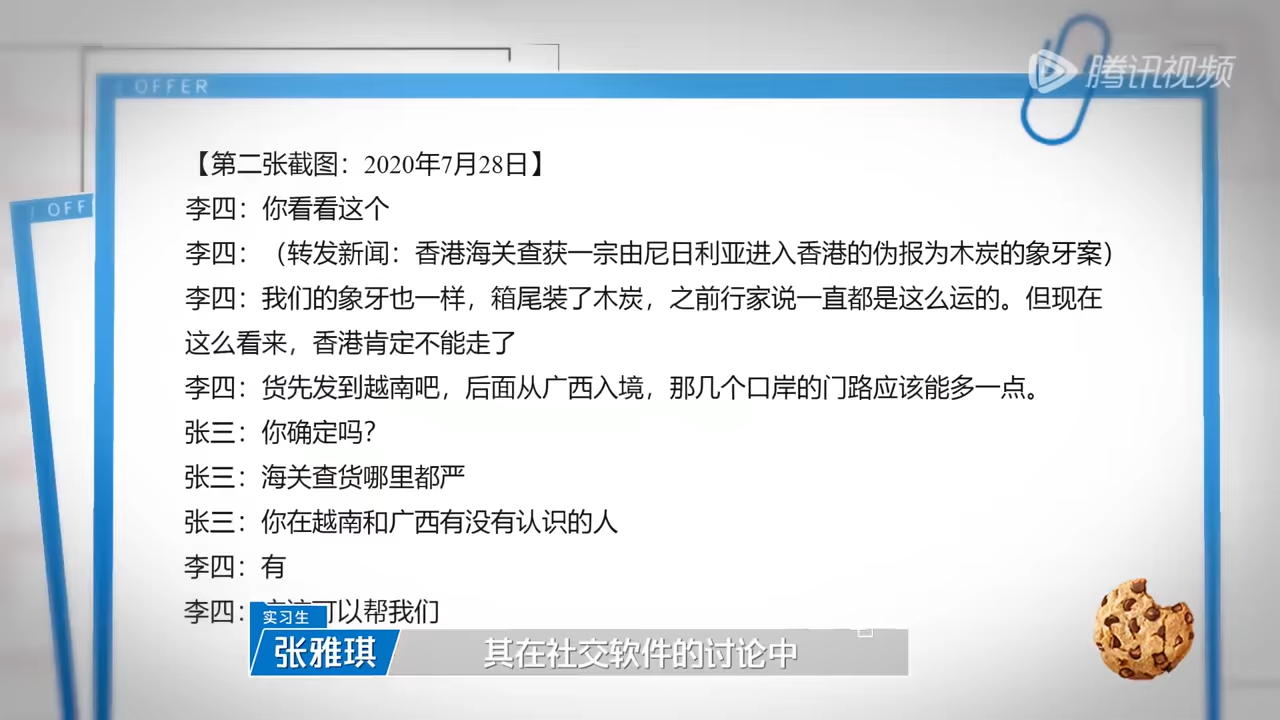 腾讯视频
OFFER
OFF
【第二张截图：2020年7月28日】
李四：你看看这个
李四：（转发新闻：香港海关查获一宗由尼日利亚进入香港的伪报为木炭的象牙案）
李四：我们的象牙也一样，箱尾装了木炭，之前行家说一直都是这么运的。但现在
这么看来，香港肯定不能走了
李四：货先发到越南吧，后面从广西入境，那几个口岸的门路应该能多一点。
张三：你确定吗？
张三：海关查货哪里都严
张三：你在越南和广西有没有认识的人
李四：有
李四：可以帮我们
实习生
张雅琪
其在社交软件的讨论中